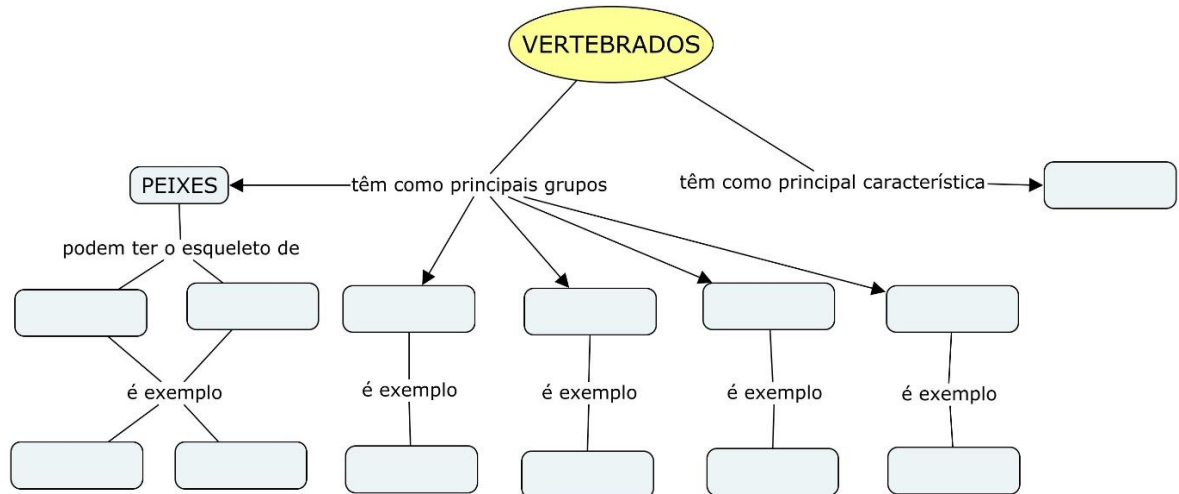 VERTEBRADOS
PEIXES
têm como principais grupos
têm como principal característica
podem ter o esqueleto de
é exemplo
é exemplo
é exemplo
é exemplo
é exemplo